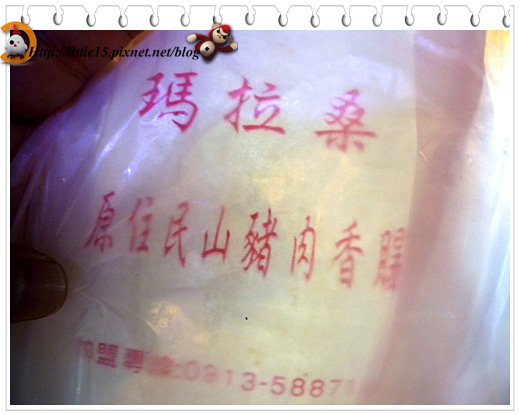 Http://little15.pixnet.net/blog
瑪拉桑
原住民山豬肉香腸
加盟專線:0913-58871